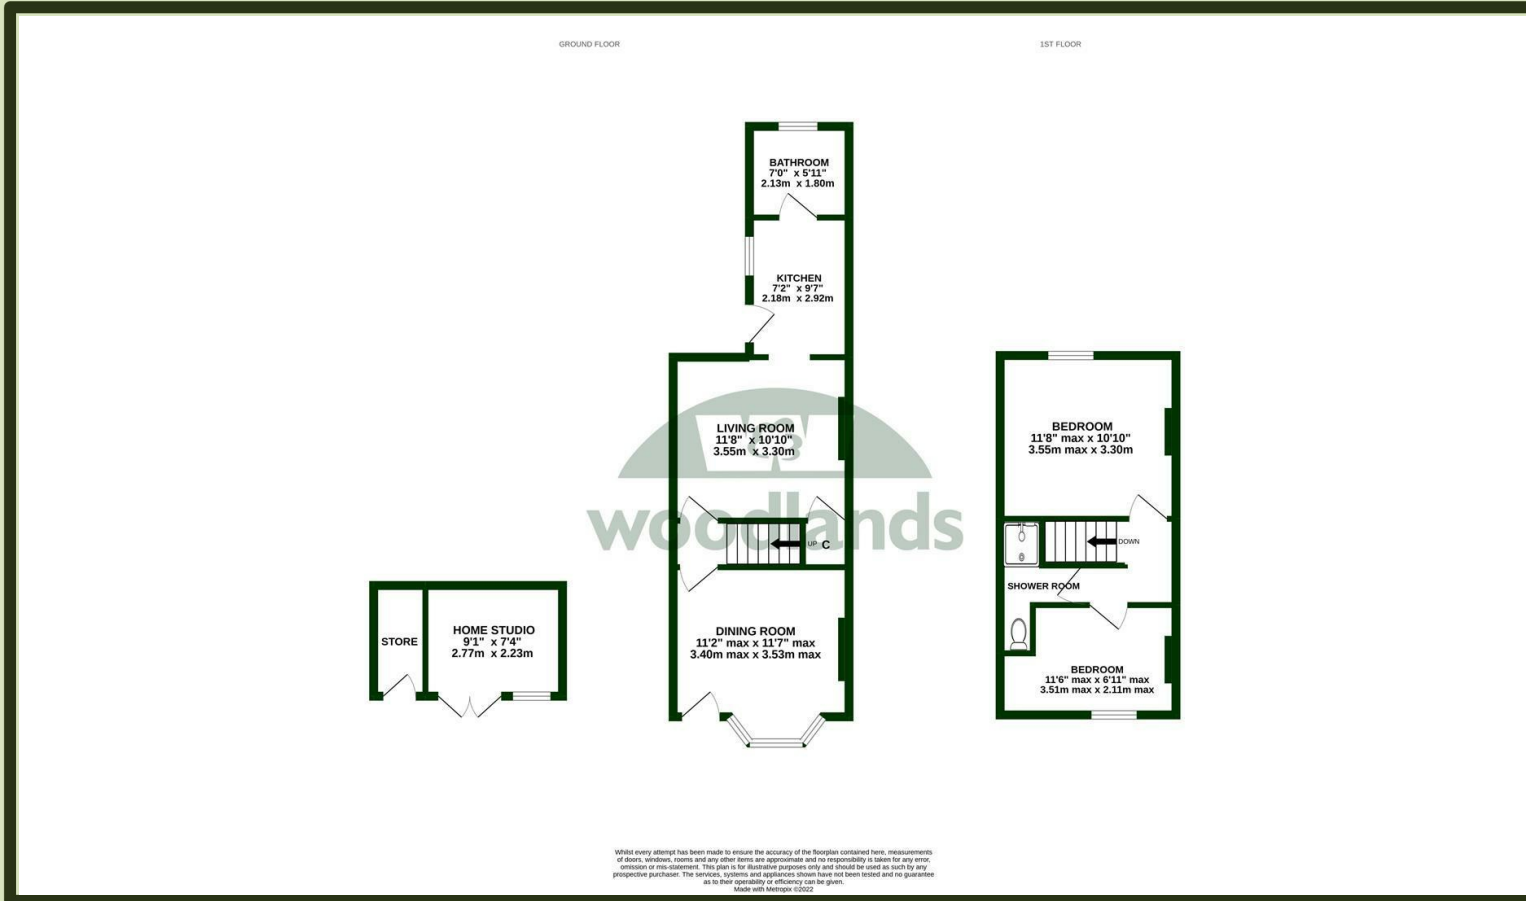 GROUND FLOOR
1ST FLOOR
BATHROOM
7'0" x 5'11"
2.13m x 1.80m
KITCHEN
7'2" x 9'7"
2.18m x 2.92m
LIVING ROOM
11'8" x 10'10"
3.55m x 3.30m
woodlands
UP C
DINING ROOM
11'2" max x 11'7" max
3.40m max x 3.53m max
STORE
HOME STUDIO
9'1" x 7'4"
2.77m x 2.23m
BEDROOM
11'8" max x 10'10"
3.55m max x 3.30m
DOWN
SHOWER ROOM
BEDROOM
11'6" max x 6'11" max
3.51m max x 2.11m max
Whilst every attempt has been made to ensure the accuracy of the floorplan contained here, measurements
of doors, windows, rooms and any other items are approximate and no responsibility is taken for any error,
omission or mis-statement. This plan is for illustrative purposes only and should be used as such by any
prospective purchaser. The services, systems and appliances shown have not been tested and no guarantee
as to their operability or efficiency can be given.
Made with Metropix ©2022